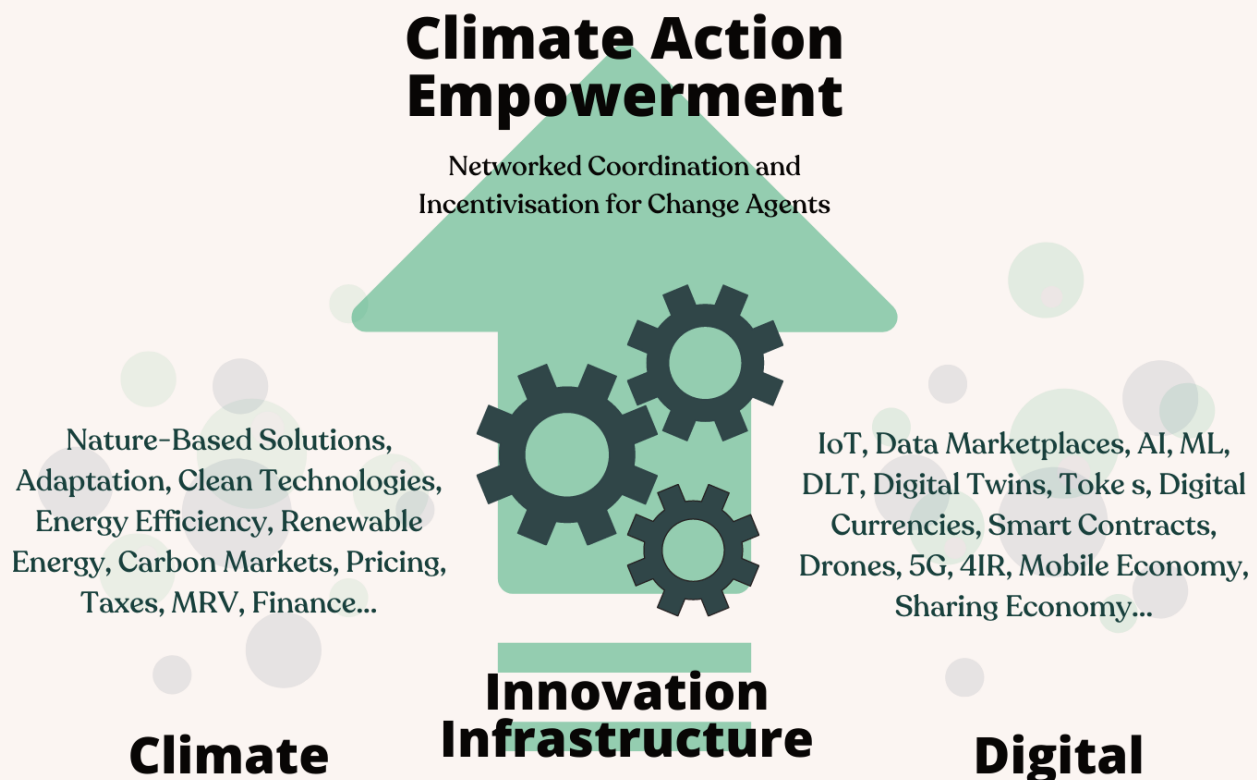 Climate Action
Empowerment
Networked Coordination and
Incentivisation for Change Agents
Nature-Based Solutions,
Adaptation, Clean Technologies,
Energy Efficiency, Renewable
Energy, Carbon Markets, Pricing,
Taxes, MRV, Finance...
IoT, Data Marketplaces, AI, ML,
DLT, Digital Twins, Toke s, Digital
Currencies, Smart Contracts,
Drones, 5G, 4IR, Mobile Economy,
Sharing Economy...
Innovation
Infrastructure
Climate
Digital